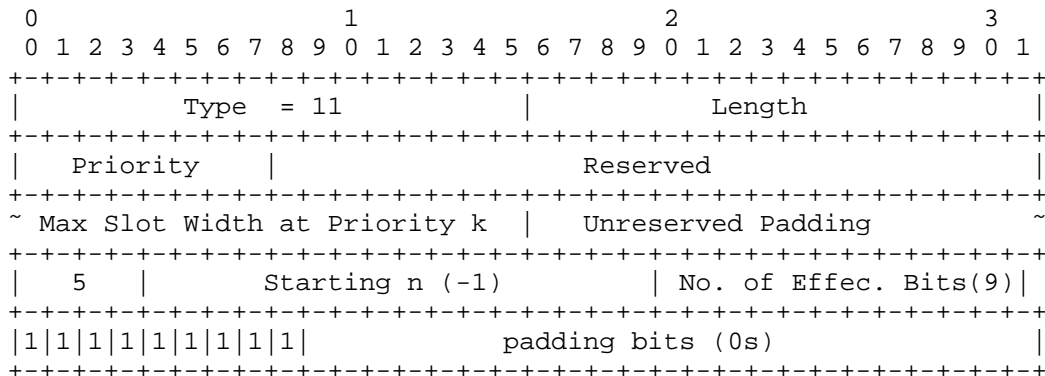 0                   1                   2                   3
 0 1 2 3 4 5 6 7 8 9 0 1 2 3 4 5 6 7 8 9 0 1 2 3 4 5 6 7 8 9 0 1
+-+-+-+-+-+-+-+-+-+-+-+-+-+-+-+-+-+-+-+-+-+-+-+-+-+-+-+-+-+-+-+-+
|          Type  = 11           |           Length              |
+-+-+-+-+-+-+-+-+-+-+-+-+-+-+-+-+-+-+-+-+-+-+-+-+-+-+-+-+-+-+-+-+
|   Priority    |                   Reserved                    |
+-+-+-+-+-+-+-+-+-+-+-+-+-+-+-+-+-+-+-+-+-+-+-+-+-+-+-+-+-+-+-+-+
~ Max Slot Width at Priority k  |   Unreserved Padding          ~
+-+-+-+-+-+-+-+-+-+-+-+-+-+-+-+-+-+-+-+-+-+-+-+-+-+-+-+-+-+-+-+-+
|   5   |       Starting n (-1)         | No. of Effec. Bits(9)|
+-+-+-+-+-+-+-+-+-+-+-+-+-+-+-+-+-+-+-+-+-+-+-+-+-+-+-+-+-+-+-+-+
|1|1|1|1|1|1|1|1|1|            padding bits (0s)                |
+-+-+-+-+-+-+-+-+-+-+-+-+-+-+-+-+-+-+-+-+-+-+-+-+-+-+-+-+-+-+-+-+